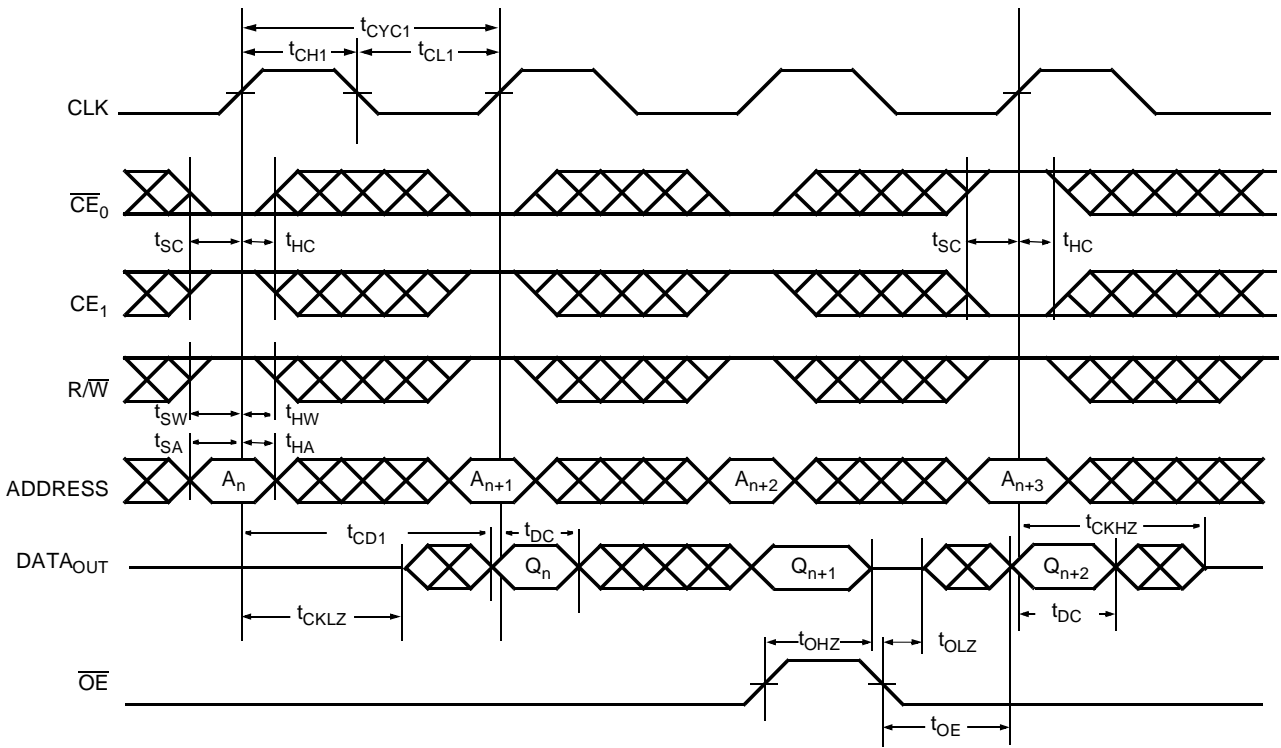 tCYC1
tCH1
tCL1
CLK
CE0
tSC
tHC
tSC
tHC
CE1
R/W
tSW
tHW
tSA
tHA
ADDRESS
An
An+1
An+2
An+3
tCD1
tDC
tCKHZ
DATAOUT
Qn
Qn+1
Qn+2
tCKLZ
tDC
tOHZ
tOLZ
OE
tOE